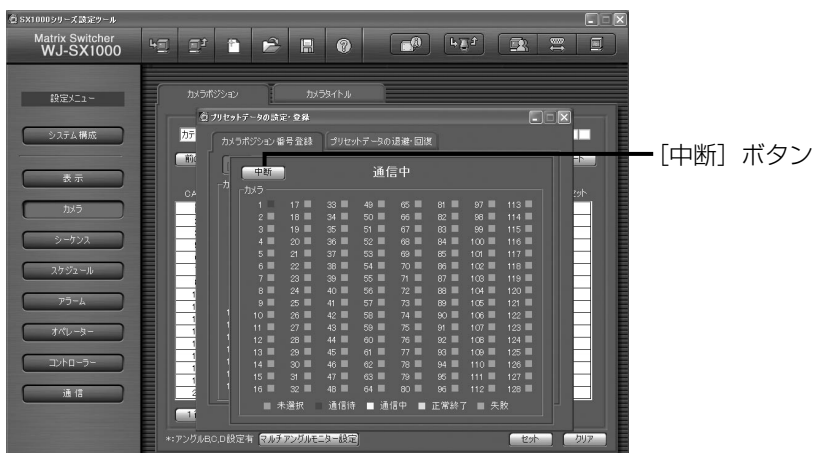 SX1000シリーズ設定ツール
Matrix Switcher
WJ-SX1000
設定メニュー
システム構成
表示
カメラ
シーケンス
スケジュール
アラーム
オペレーター
コントローラー
通信
カメラポジション カメラタイトル
プリセットデータの設定・登録
カメラポジション番号登録 プリセットデータの退避・回復
中断 通信中
[中断] ボタン
カメラ
1 17 33 49 65 81 97 113
2 18 34 50 66 82 98 114
3 19 35 51 67 83 99 115
4 20 36 52 68 84 100 116
5 21 37 53 69 85 101 117
6 22 38 54 70 86 102 118
7 23 39 55 71 87 103 119
8 24 40 56 72 88 104 120
9 25 41 57 73 89 105 121
10 26 42 58 74 90 106 122
11 27 43 59 75 91 107 123
12 28 44 60 76 92 108 124
13 29 45 61 77 93 109 125
14 30 46 62 78 94 110 126
15 31 47 63 79 95 111 127
16 32 48 64 80 96 112 128
未選択 通信待 通信中 正常終了 失敗
*:アングルB,C,D設定有 マルチアングルモニター設定 セット クリア